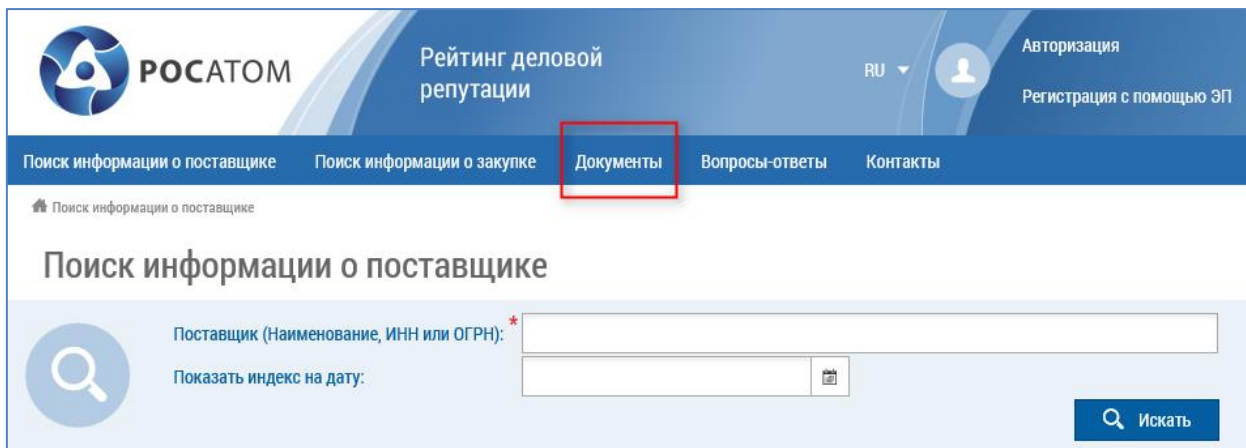 РОСАТОМ
Рейтинг деловой
репутации
RU
Авторизация
Регистрация с помощью ЭП
Поиск информации о поставщике Поиск информации о закупке Документы Вопросы-ответы Контакты
Поиск информации о поставщике
Поиск информации о поставщике
Поставщик (Наименование, ИНН или ОГРН): *
Показать индекс на дату:
Искать